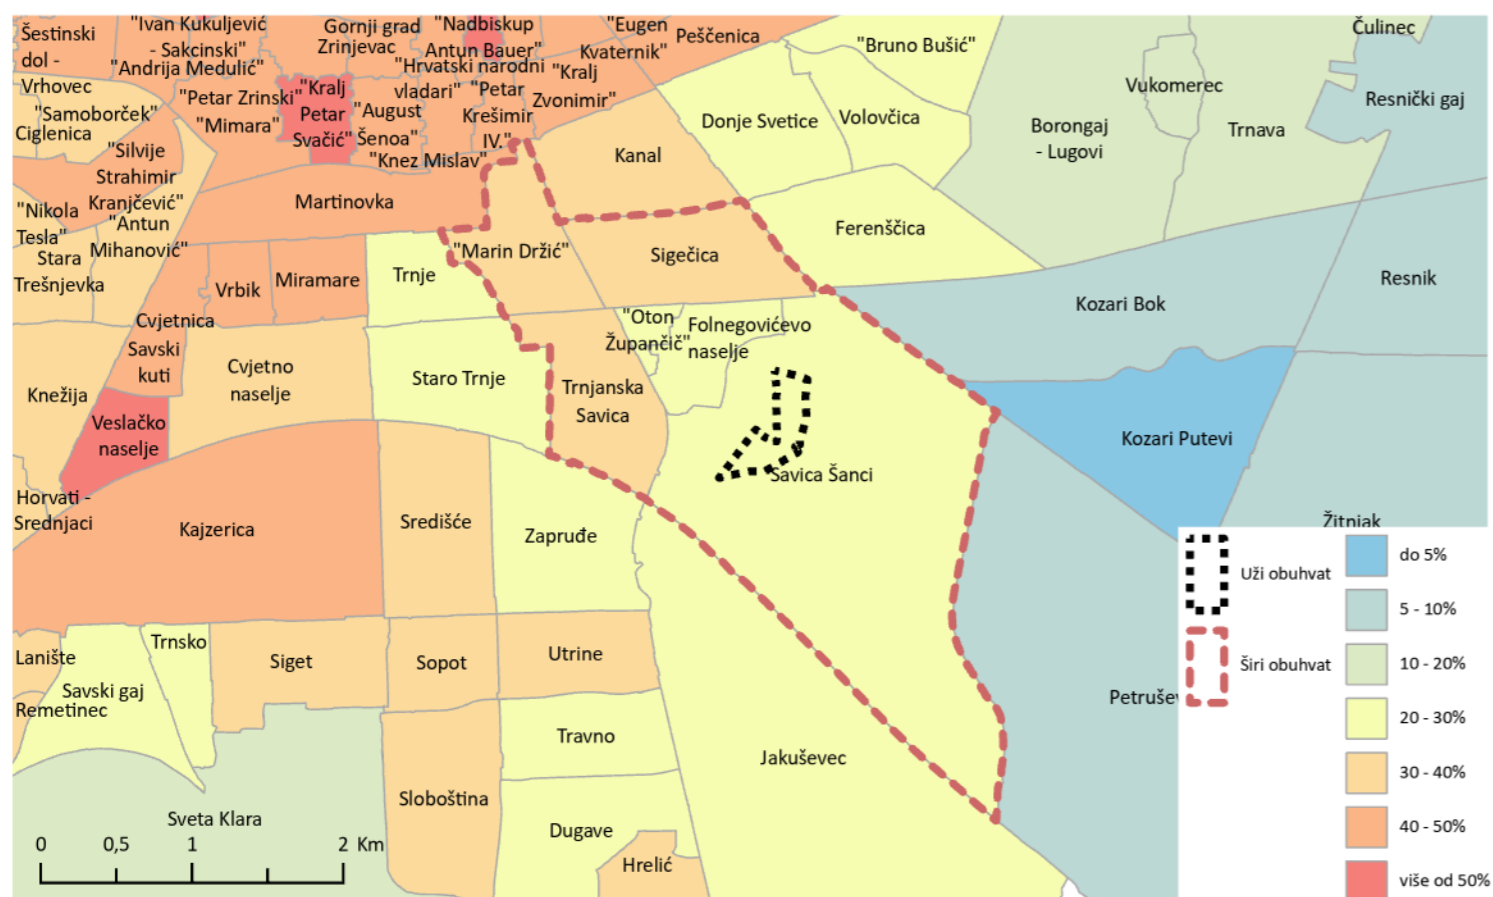 Šestinski
dol -
Vrhovec
"Ivan Kukuljević
- Sakcinski"
"Andrija Medulić"
Gornji grad
Zrinjevac
"Nadbiskup
Antun Bauer"
"Hrvatski narodni
vladari"
"Eugen
Kvaternik"
Peščenica
"Bruno Bušić"
Čulinec
"Samoborček"
Ciglenica
"Petar Zrinski"
"Mimara"
"Kralj
Petar
Svačić"
"August
Šenoa"
"Petar
Krešimir
IV."
"Kralj
Zvonimir"
"Knez Mislav"
Donje Svetice
Volovčica
Vukomerec
Borongaj
- Lugovi
Trnava
Resnički gaj
"Silvije
Strahimir
Kranjčević"
Kanal
"Nikola
Tesla"
"Antun
Mihanović"
Martinovka
Stara
Trešnjevka
Vrbik
Miramare
Trnje
"Marin Držić"
Sigečica
Ferenščica
Kozari Bok
Resnik
Cvjetnica
Savski
kuti
"Oton
Župančič"
Folnegovićevo
naselje
Knežija
Cvjetno
naselje
Staro Trnje
Trnjanska
Savica
Veslačko
naselje
Kozari Putevi
Savica Šanci
Horvati -
Srednjaci
Kajzerica
Središće
Zapruđe
Žitnjak
Lanište
Trnsko
Siget
Sopot
Utrine
Savski gaj
Remetinec
Petrušev
Travno
Jakuševec
Sloboština
Sveta Klara
Dugave
Hrelić
0 0,5 1 2 Km
Uži obuhvat
Širi obuhvat
do 5%
5 - 10%
10 - 20%
20 - 30%
30 - 40%
40 - 50%
više od 50%